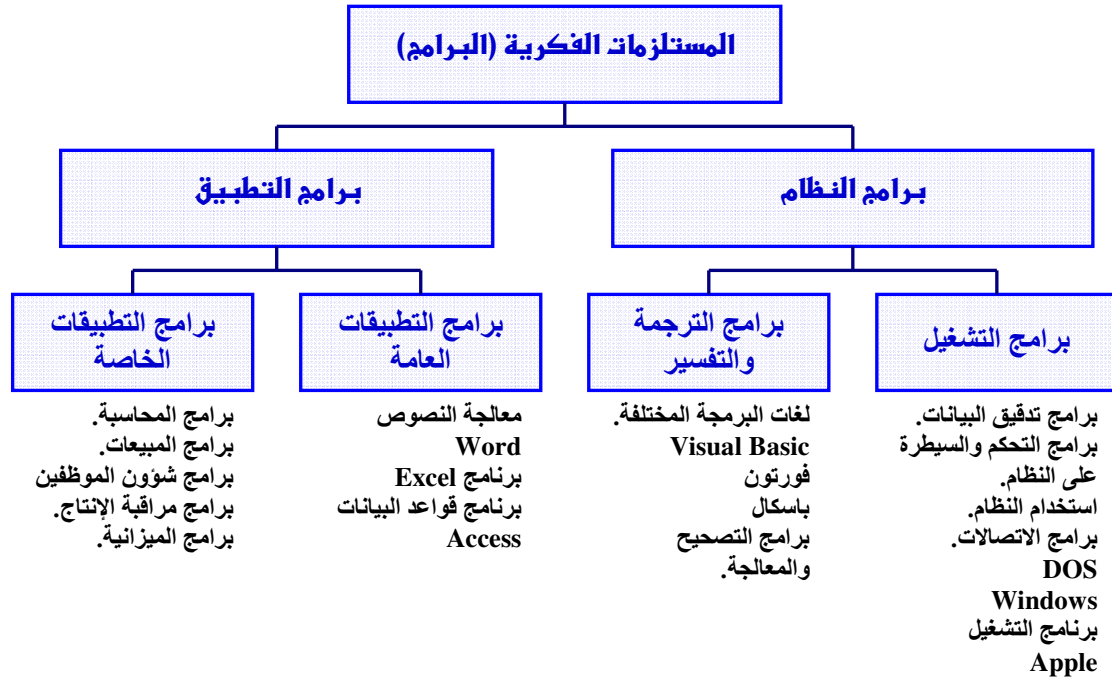 المستلزمات الفكرية (البرامج)
برامج النظام
برامج التطبيق
برامج التشغيل
برامج الترجمة
والتفسير
برامج التطبيقات
العامة
برامج التطبيقات
الخاصة
برامج تدقيق البيانات.
برامج التحكم والسيطرة
على النظام.
استخدام النظام.
برامج الاتصالات.
DOS
Windows
برنامج التشغيل
Apple
لغات البرمجة المختلفة.
Visual Basic
فورتون
باسكال
برامج التصحيح
والمعالجة.
معالجة النصوص
Word
برنامج Excel
برنامج قواعد البيانات
Access
برامج المحاسبة.
برامج المبيعات.
برامج شؤون الموظفين
برامج مراقبة الإنتاج.
برامج الميزانية.